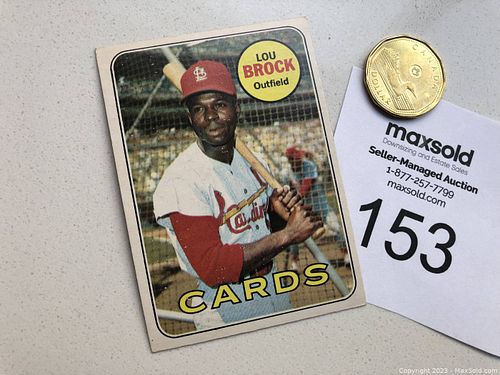 LOU
BROCK
Outfield
Cardinals
CARDS
CANADA
DOLLAR
maxsold
Downsizing and Estate Sales
Seller-Managed Auction
1-877-257-7799
maxsold.com
153
Copyright 2023 - MaxSold.com